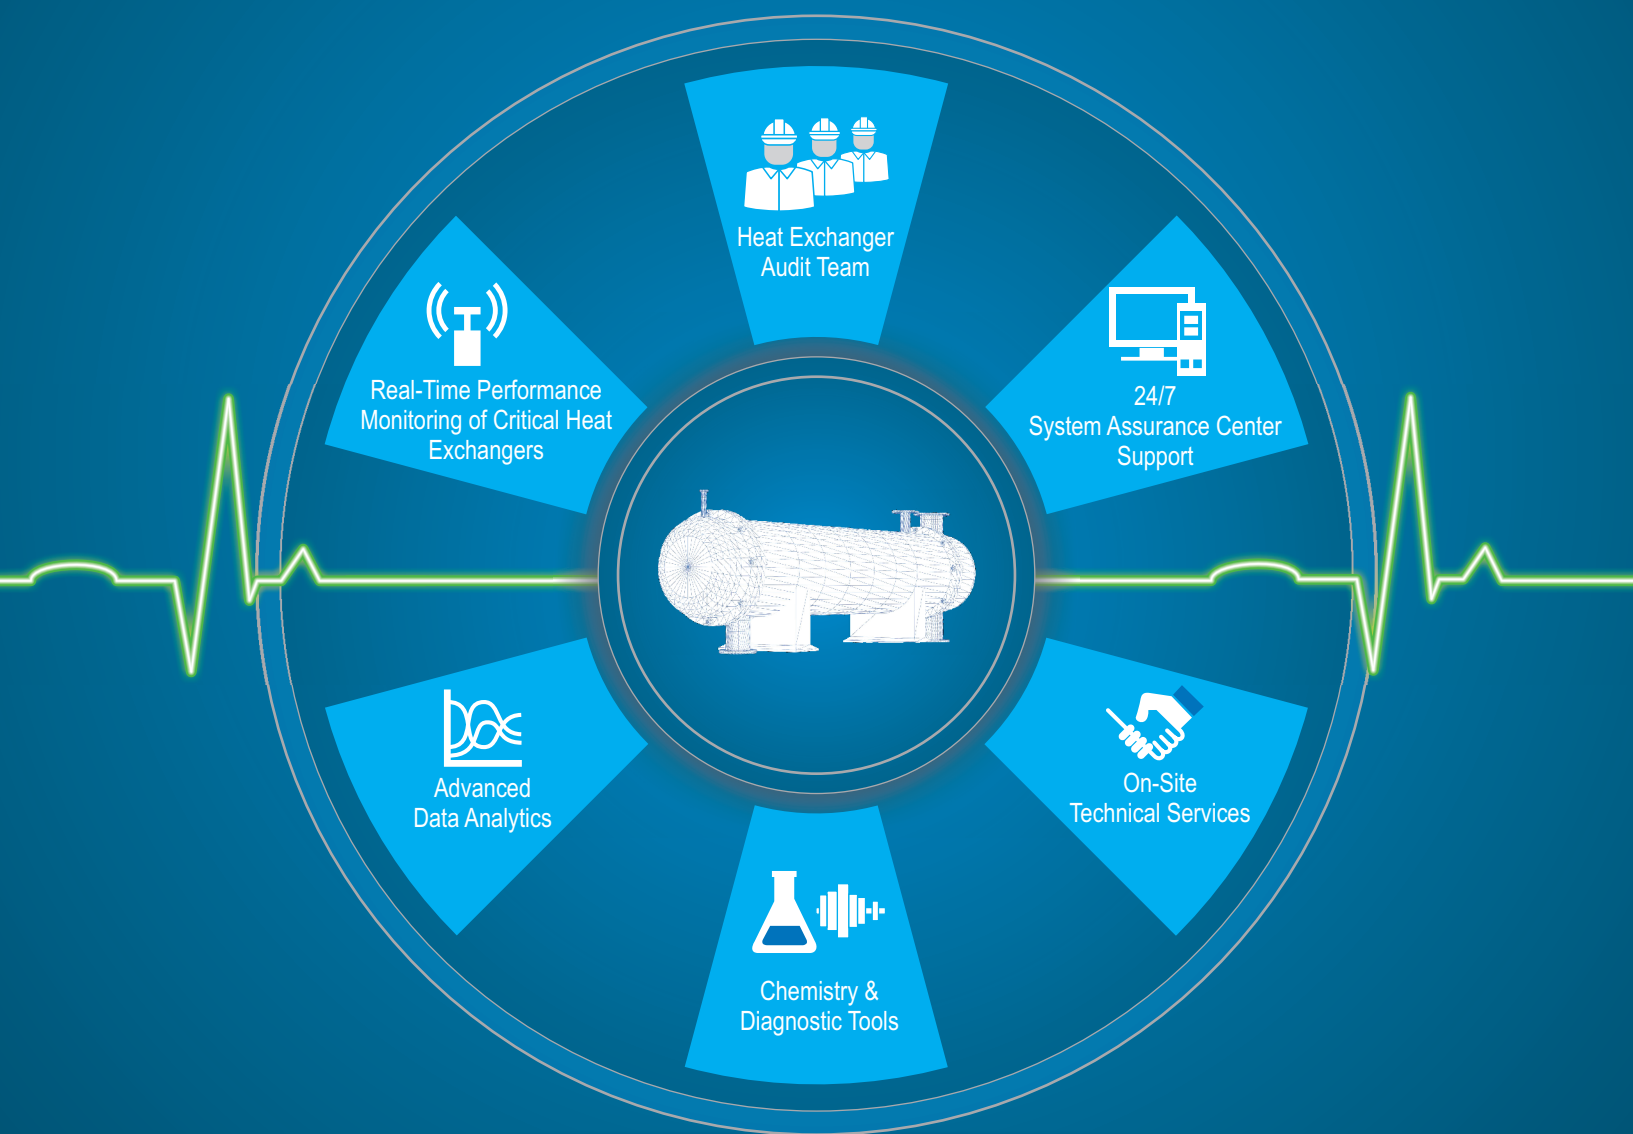 Heat Exchanger
Audit Team
24/7
System Assurance Center
Support
On-Site
Technical Services
Chemistry &
Diagnostic Tools
Advanced
Data Analytics
Real-Time Performance
Monitoring of Critical Heat
Exchangers